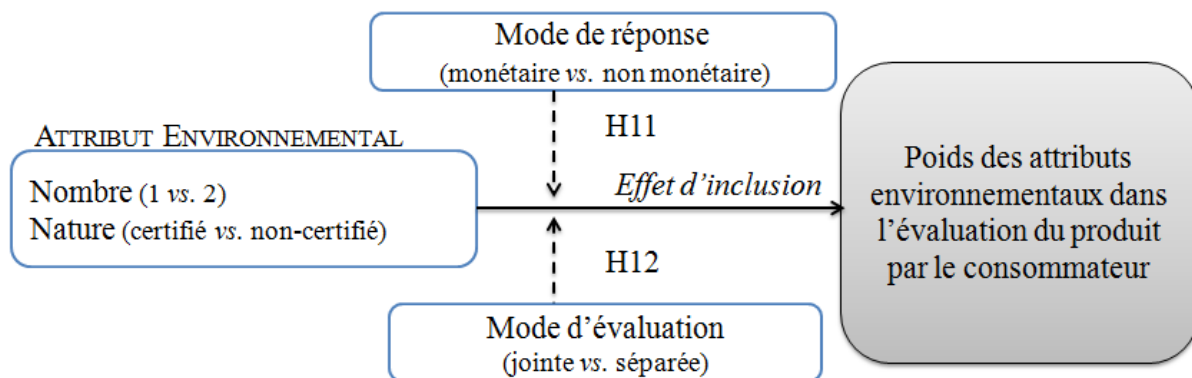 Mode de réponse
(monétaire vs. non monétaire)
H11
ATTRIBUT ENVIRONNEMENTAL
Nombre (1 vs. 2)
Nature (certifié vs. non-certifié)
Effet d’inclusion
Poids des attributs
environnementaux dans
l’évaluation du produit
par le consommateur
H12
Mode d’évaluation
(jointe vs. séparée)